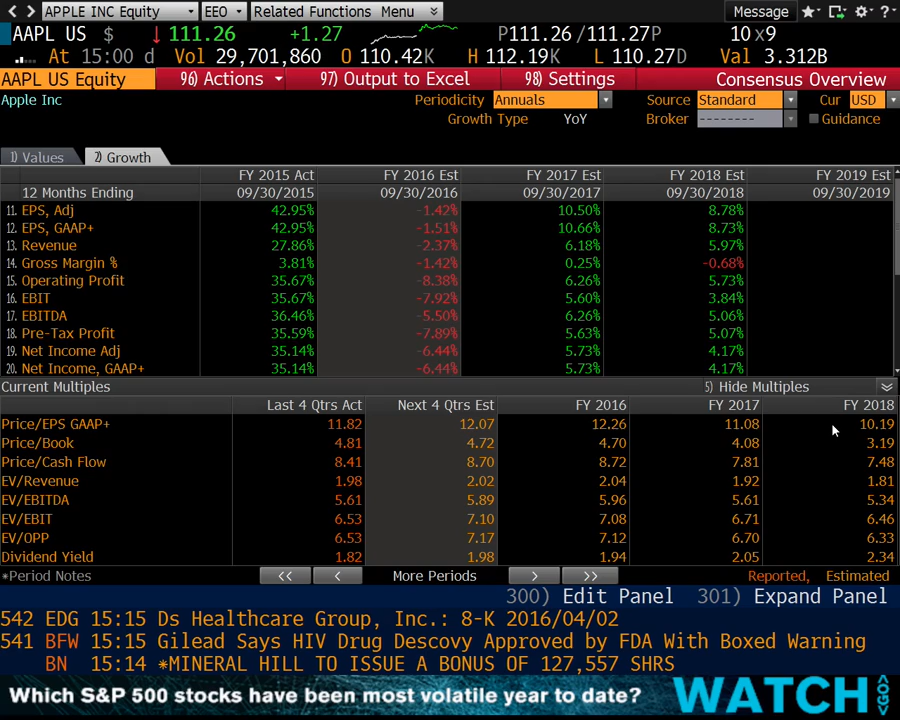 APPLE INC Equity EEO Related Functions Menu Message
AAPL US $ ↓ 111.26 +1.27 P111.26 /111.27P 10x9
At 15:00 d Vol 29,701,860 O 110.42K H 112.19K L 110.27D Val 3.312B
AAPL US Equity 96) Actions 97) Output to Excel 98) Settings Consensus Overview
Apple Inc Periodicity Annuals Source Standard Cur USD
Growth Type YoY Broker -------- Guidance
1) Values 2) Growth
FY 2015 Act FY 2016 Est FY 2017 Est FY 2018 Est FY 2019 Est
12 Months Ending 09/30/2015 09/30/2016 09/30/2017 09/30/2018 09/30/2019
11. EPS, Adj 42.95% -1.42% 10.50% 8.78%
12. EPS, GAAP+ 42.95% -1.51% 10.66% 8.73%
13. Revenue 27.86% -2.37% 6.18% 5.97%
14. Gross Margin % 3.81% -1.42% 0.25% -0.68%
15. Operating Profit 35.67% -8.38% 6.26% 5.73%
16. EBIT 35.67% -7.92% 5.60% 3.84%
17. EBITDA 36.46% -5.50% 6.26% 5.06%
18. Pre-Tax Profit 35.59% -7.89% 5.63% 5.07%
19. Net Income Adj 35.14% -6.44% 5.73% 4.17%
20. Net Income, GAAP+ 35.14% -6.44% 5.73% 4.17%
Current Multiples 5) Hide Multiples
Last 4 Qtrs Act Next 4 Qtrs Est FY 2016 FY 2017 FY 2018
Price/EPS GAAP+ 11.82 12.07 12.26 11.08 10.19
Price/Book 4.81 4.72 4.70 4.08 3.19
Price/Cash Flow 8.41 8.70 8.72 7.81 7.48
EV/Revenue 1.98 2.02 2.04 1.92 1.81
EV/EBITDA 5.61 5.89 5.96 5.61 5.34
EV/EBIT 6.53 7.10 7.08 6.71 6.46
EV/OPP 6.53 7.17 7.12 6.70 6.33
Dividend Yield 1.82 1.98 1.94 2.05 2.34
*Period Notes << < More Periods > >> Reported, Estimated
300) Edit Panel 301) Expand Panel
542 EDG 15:15 Ds Healthcare Group, Inc.: 8-K 2016/04/02
541 BFW 15:15 Gilead Says HIV Drug Descovy Approved by FDA With Boxed Warning
BN 15:14 *MINERAL HILL TO ISSUE A BONUS OF 127,557 SHRS
Which S&P 500 stocks have been most volatile year to date? WATCH <GO>